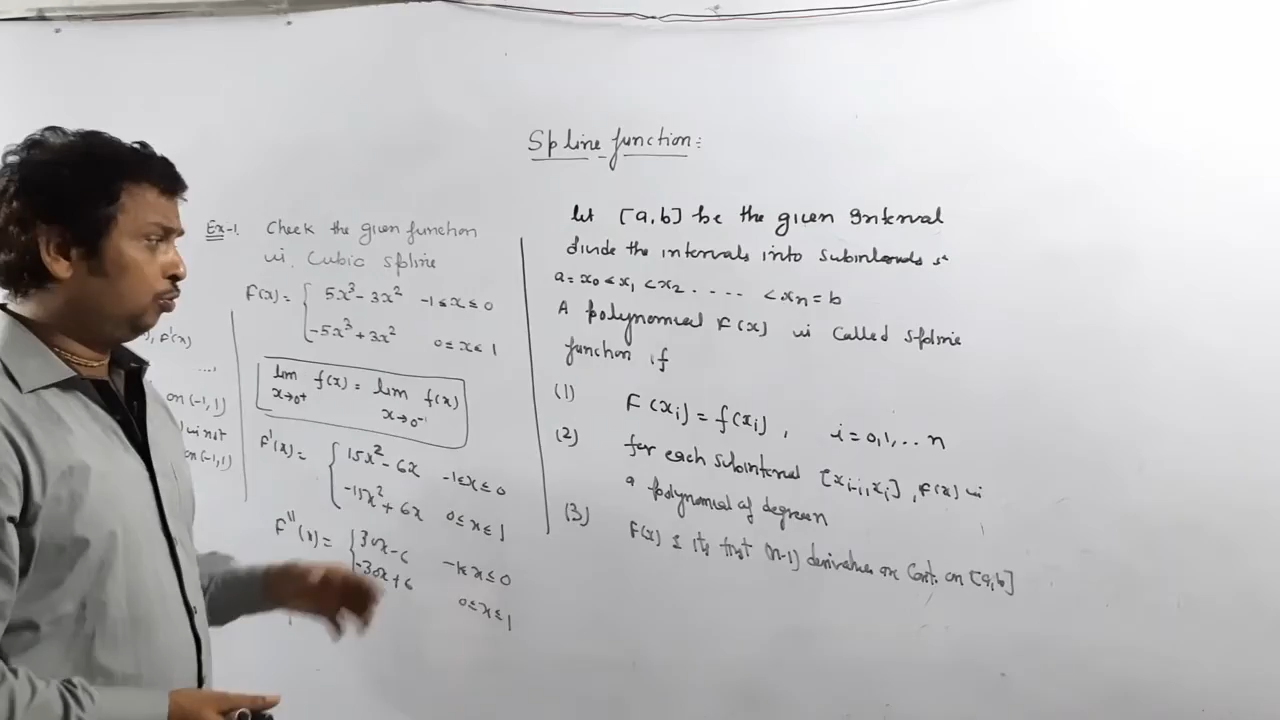 Spline function:
Ex-1. Check the given function
is Cubic spline
F(x) = { 5x³ - 3x² -1 ≤ x ≤ 0
-5x³ + 3x² 0 ≤ x ≤ 1
lim x→0⁺ f(x) = lim x→0⁻ f(x)
F'(x) = { 15x² - 6x -1 ≤ x ≤ 0
-15x² + 6x 0 ≤ x ≤ 1
F''(x) = { 30x - 6 -1 ≤ x ≤ 0
-30x + 6 0 ≤ x ≤ 1
, F'(x)
....
on (-1, 1)
is not
on (-1, 1)
let [a, b] be the given Interval
divide the intervals into subintervals st
a = x₀ < x₁ < x₂ . . . . < xₙ = b
A polynomial F(x) is called spline
function if
(1) F(xᵢ) = f(xᵢ), i = 0, 1, .. n
(2) for each subinterval [xᵢ₋₁, xᵢ], F(x) is
a polynomial of degree n
(3) F(x) & its first (n-1) derivatives are Cont. on [a, b]